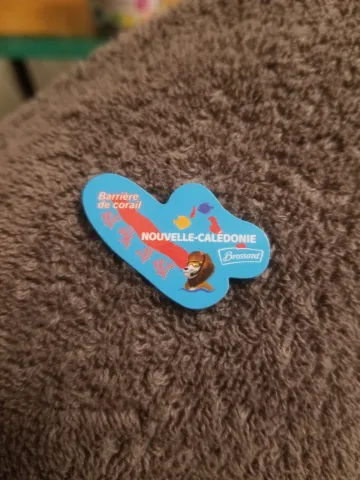 Barrière
de corail
NOUVELLE-CALÉDONIE
Brossard